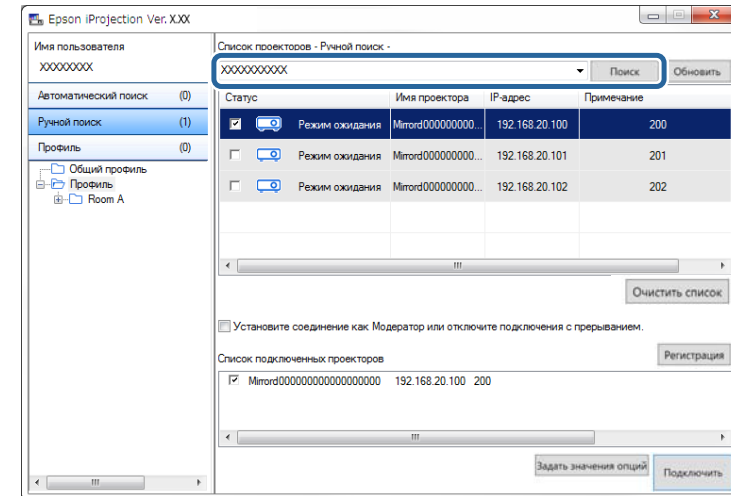 Epson iProjection Ver. X.XX
Имя пользователя
XXXXXXXX
Автоматический поиск (0)
Ручной поиск (1)
Профиль (0)
Общий профиль
Профиль
Room A
Список проекторов - Ручной поиск -
XXXXXXXXXX Поиск Обновить
Статус Имя проектора IP-адрес Примечание
Режим ожидания Mirrord000000000... 192.168.20.100 200
Режим ожидания Mirrord000000000... 192.168.20.101 201
Режим ожидания Mirrord000000000... 192.168.20.102 202
Очистить список
Установите соединение как Модератор или отключите подключения с прерыванием.
Список подключенных проекторов Регистрация
Mirrord000000000000000000 192.168.20.100 200
Задать значения опций Подключить